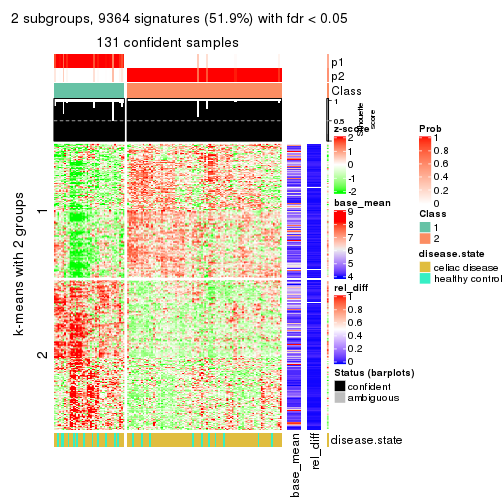 2 subgroups, 9364 signatures (51.9%) with fdr < 0.05
131 confident samples
p1
p2
Class
1
0.5
0
Silhouette
score
k-means with 2 groups
1
2
z-score
2
1
0
-1
-2
base_mean
9
8
7
6
5
4
rel_diff
1
0.8
0.6
0.4
0.2
0
Status (barplots)
confident
ambiguous
Prob
1
0.8
0.6
0.4
0.2
0
Class
1
2
disease.state
celiac disease
healthy control
disease.state
base_mean
rel_diff